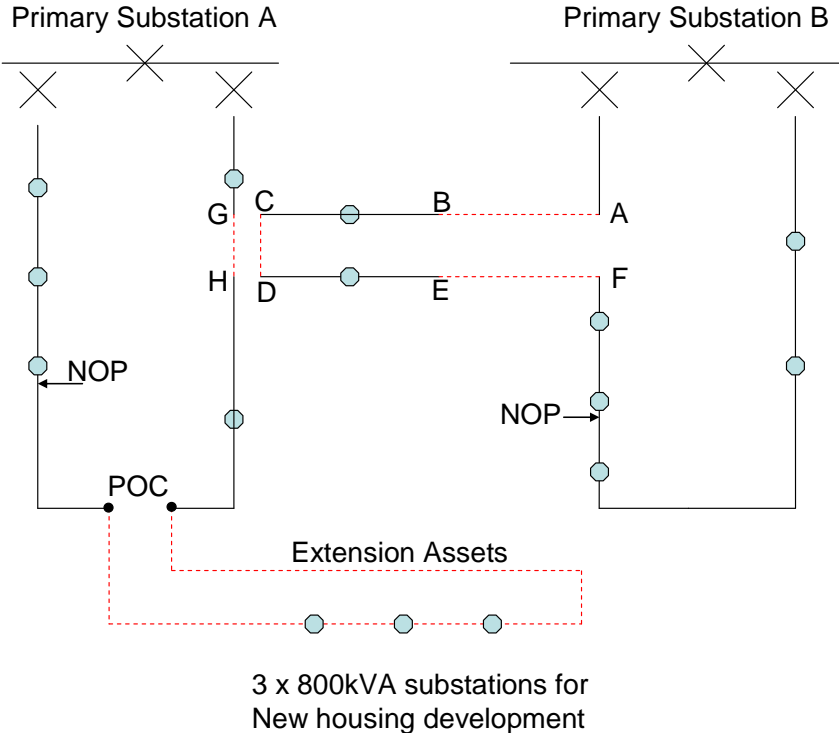 Primary Substation A
Primary Substation B
G
C
B
A
H
D
E
F
NOP
NOP
POC
Extension Assets
3 x 800kVA substations for
New housing development